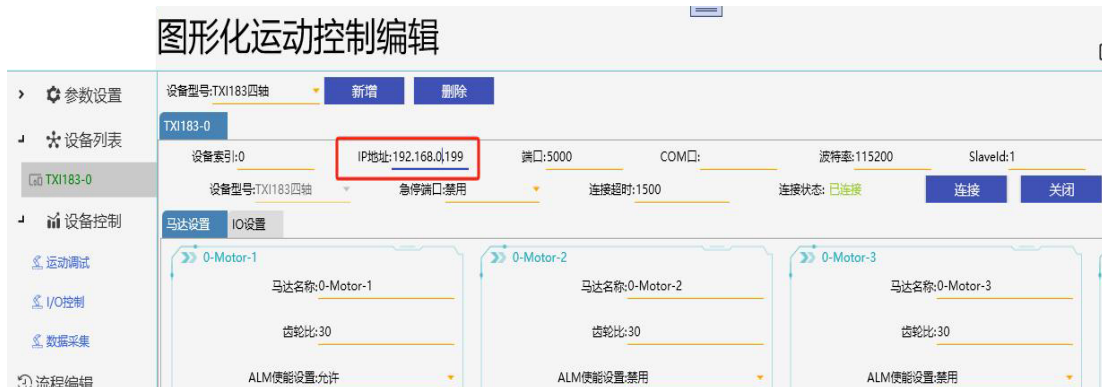 图形化运动控制编辑
参数设置
设备型号:TXI183四轴 新增 删除
设备列表
TXI183-0
设备索引:0 IP地址:192.168.0.199 端口:5000 COM口: 波特率:115200 SlaveId:1
TXI183-0
设备型号:TXI183四轴 急停端口:禁用 连接超时:1500 连接状态: 已连接 连接 关闭
设备控制
马达设置 IO设置
运动调试
0-Motor-1 0-Motor-2 0-Motor-3
马达名称:0-Motor-1 马达名称:0-Motor-2 马达名称:0-Motor-3
I/O控制
齿轮比:30 齿轮比:30 齿轮比:30
数据采集
ALM使能设置:允许 ALM使能设置:禁用 ALM使能设置:禁用
流程编辑